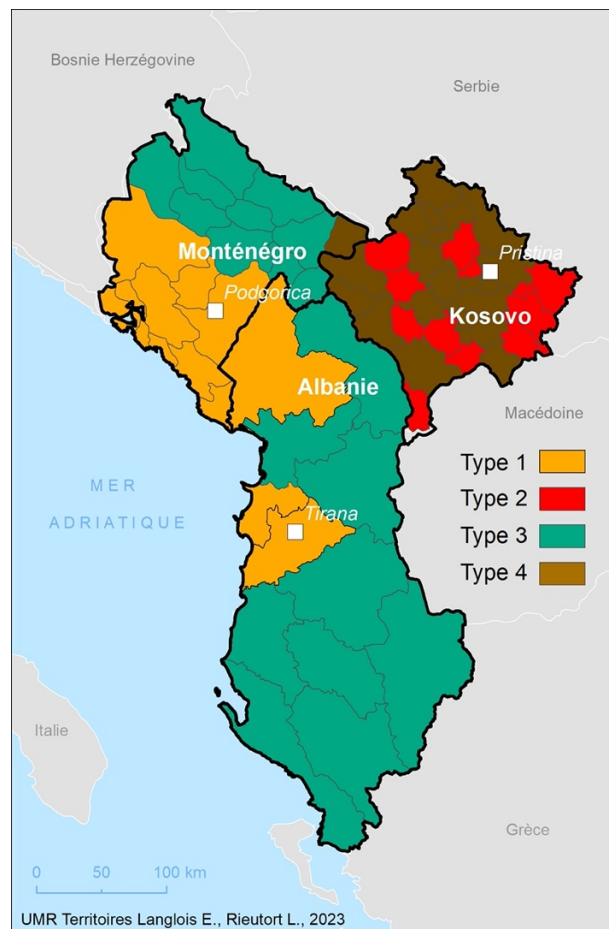 Bosnie Herzégovine
Serbie
Monténégro
Pristina
Podgorica
Kosovo
Albanie
Macédoine
Type 1
MER
ADRIATIQUE
Type 2
Tirana
Type 3
Type 4
Italie
Grèce
0 50 100 km
UMR Territoires Langlois E., Rieutort L., 2023